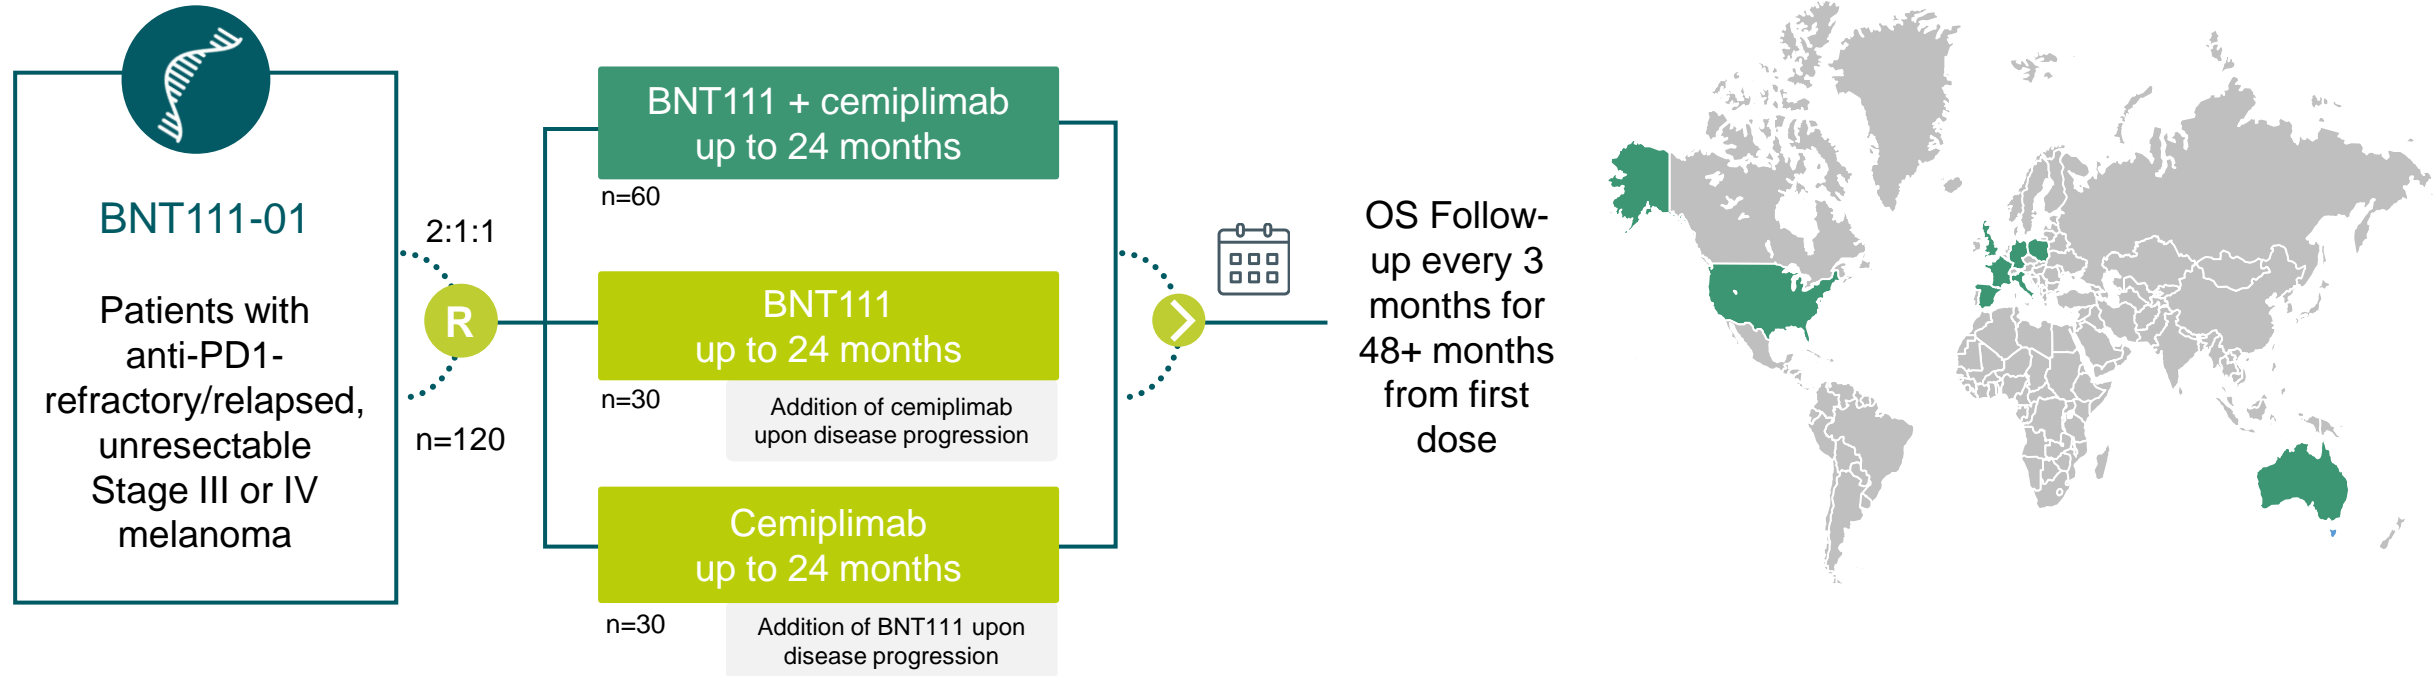 BNT111-01
Patients with
anti-PD1-
refractory/relapsed,
unresectable
Stage III or IV
melanoma
2:1:1
R
n=120
BNT111 + cemiplimab
up to 24 months
n=60
BNT111
up to 24 months
n=30
Addition of cemiplimab
upon disease progression
Cemiplimab
up to 24 months
n=30
Addition of BNT111 upon
disease progression
OS Follow-
up every 3
months for
48+ months
from first
dose